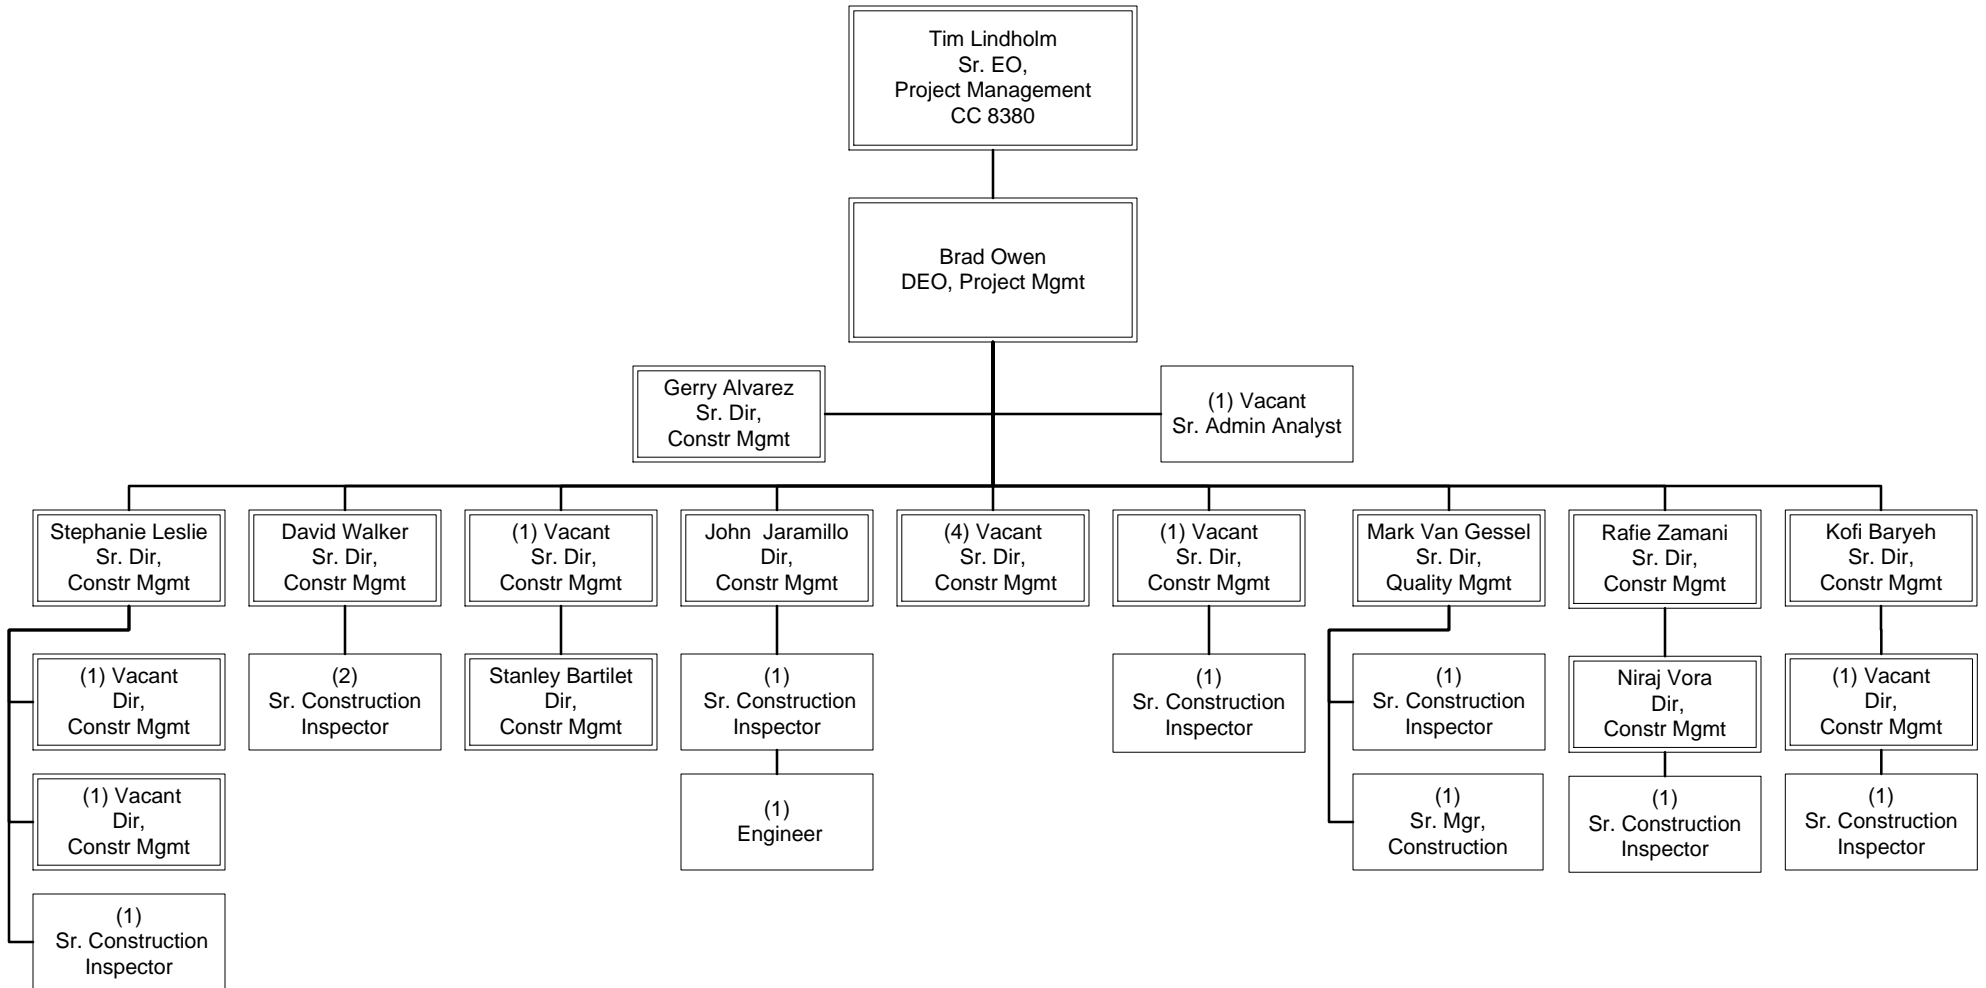 Tim Lindholm
Sr. EO,
Project Management
CC 8380
Brad Owen
DEO, Project Mgmt
Gerry Alvarez
Sr. Dir,
Constr Mgmt
(1) Vacant
Sr. Admin Analyst
Stephanie Leslie
Sr. Dir,
Constr Mgmt
David Walker
Sr. Dir,
Constr Mgmt
(1) Vacant
Sr. Dir,
Constr Mgmt
John Jaramillo
Dir,
Constr Mgmt
(4) Vacant
Sr. Dir,
Constr Mgmt
(1) Vacant
Sr. Dir,
Constr Mgmt
Mark Van Gessel
Sr. Dir,
Quality Mgmt
Rafie Zamani
Sr. Dir,
Constr Mgmt
Kofi Baryeh
Sr. Dir,
Constr Mgmt
(1) Vacant
Dir,
Constr Mgmt
(2)
Sr. Construction
Inspector
Stanley Bartilet
Dir,
Constr Mgmt
(1)
Sr. Construction
Inspector
(1)
Sr. Construction
Inspector
(1)
Sr. Construction
Inspector
Niraj Vora
Dir,
Constr Mgmt
(1) Vacant
Dir,
Constr Mgmt
(1) Vacant
Dir,
Constr Mgmt
(1)
Engineer
(1)
Sr. Mgr,
Construction
(1)
Sr. Construction
Inspector
(1)
Sr. Construction
Inspector
(1)
Sr. Construction
Inspector